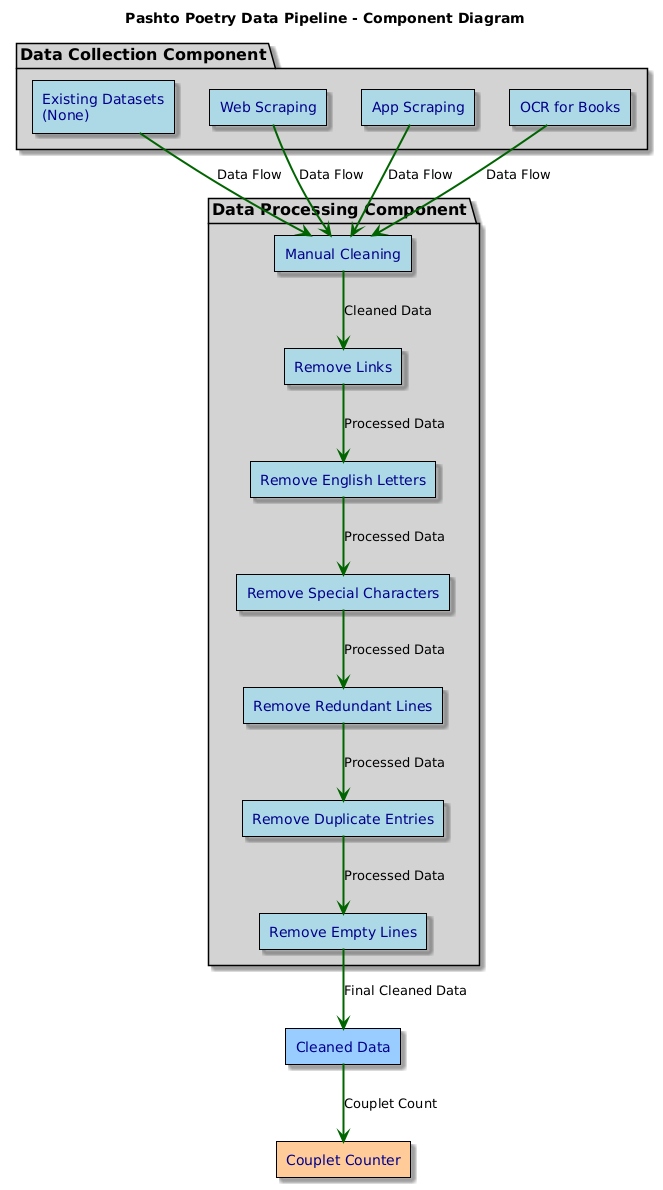 Pashto Poetry Data Pipeline - Component Diagram
Data Collection Component
Existing Datasets
(None)
Web Scraping
App Scraping
OCR for Books
Data Flow
Data Flow
Data Flow
Data Flow
Data Processing Component
Manual Cleaning
Cleaned Data
Remove Links
Processed Data
Remove English Letters
Processed Data
Remove Special Characters
Processed Data
Remove Redundant Lines
Processed Data
Remove Duplicate Entries
Processed Data
Remove Empty Lines
Final Cleaned Data
Cleaned Data
Couplet Count
Couplet Counter